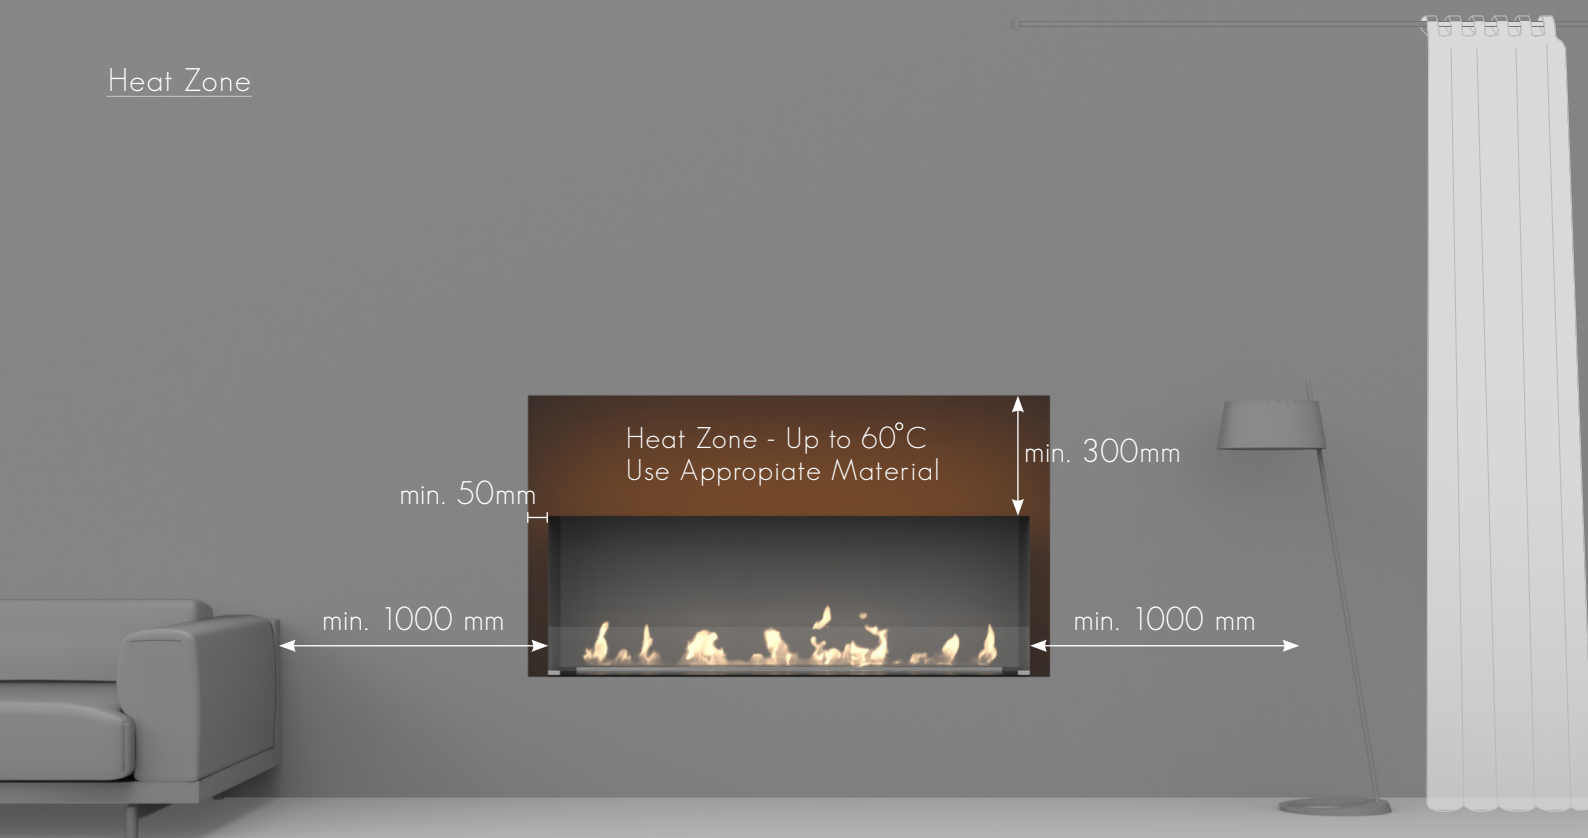 Heat Zone
Heat Zone - Up to 60°C
Use Appropiate Material
min. 300mm
min. 50mm
min. 1000 mm
min. 1000 mm